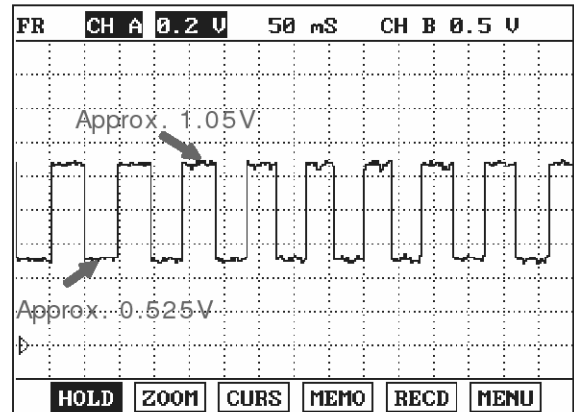 FR CH A 0.2 V 50 mS CH B 0.5 V
Approx. 1.05V
Approx. 0.525V
HOLD ZOOM CURS MEMO RECD MENU